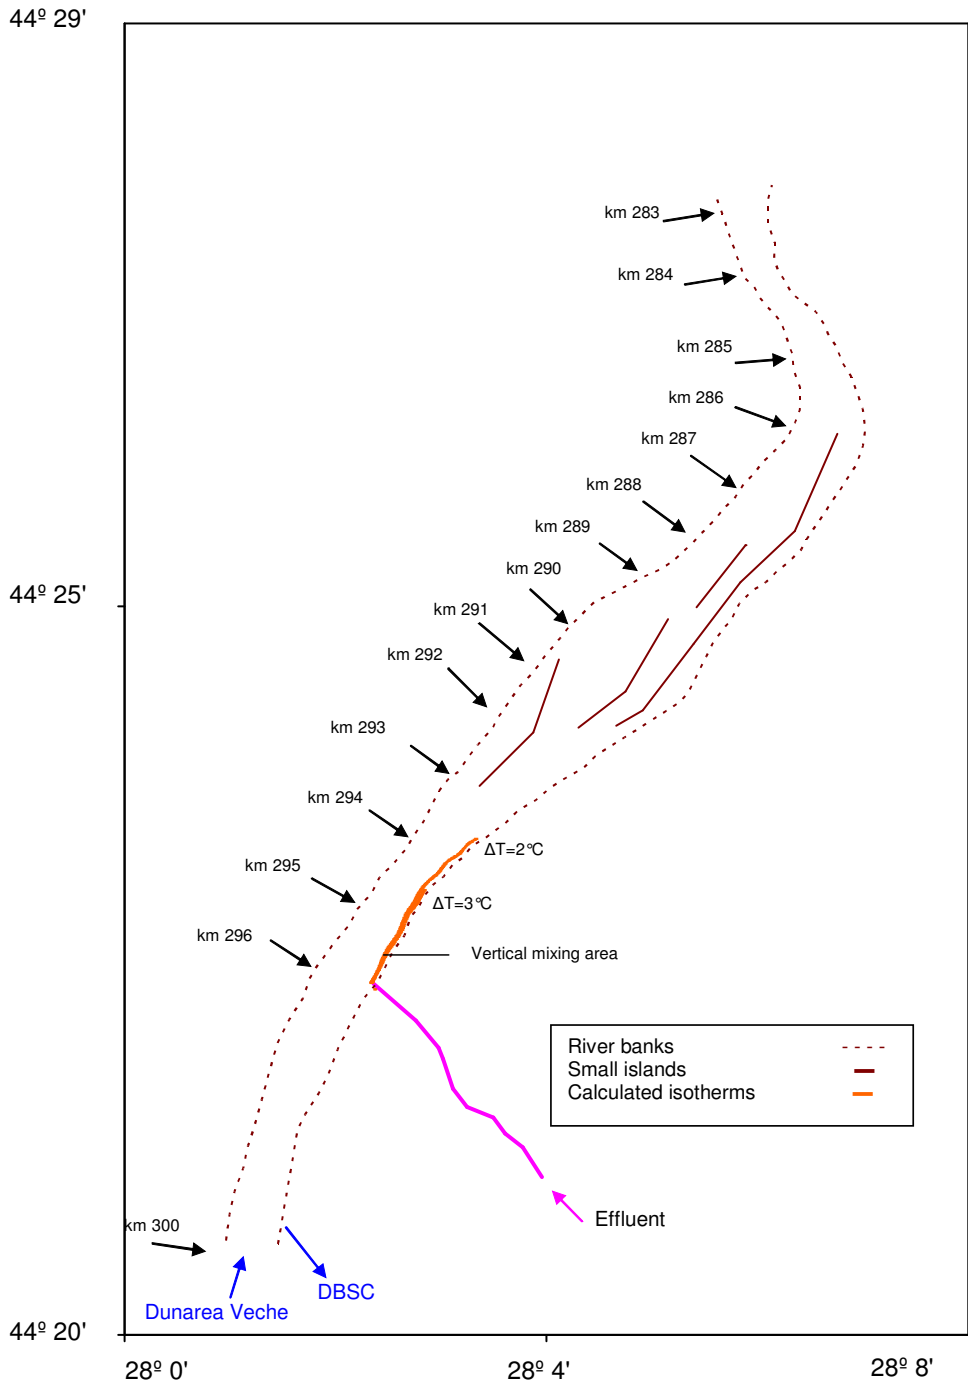 44º 29'
km 283
km 284
km 285
km 286
km 287
km 288
km 289
km 290
44º 25'
km 291
km 292
km 293
km 294
ΔT=2°C
km 295
ΔT=3°C
km 296
Vertical mixing area
River banks
Small islands
Calculated isotherms
km 300
Effluent
DBSC
Dunarea Veche
44º 20'
28º 0'
28º 4'
28º 8'